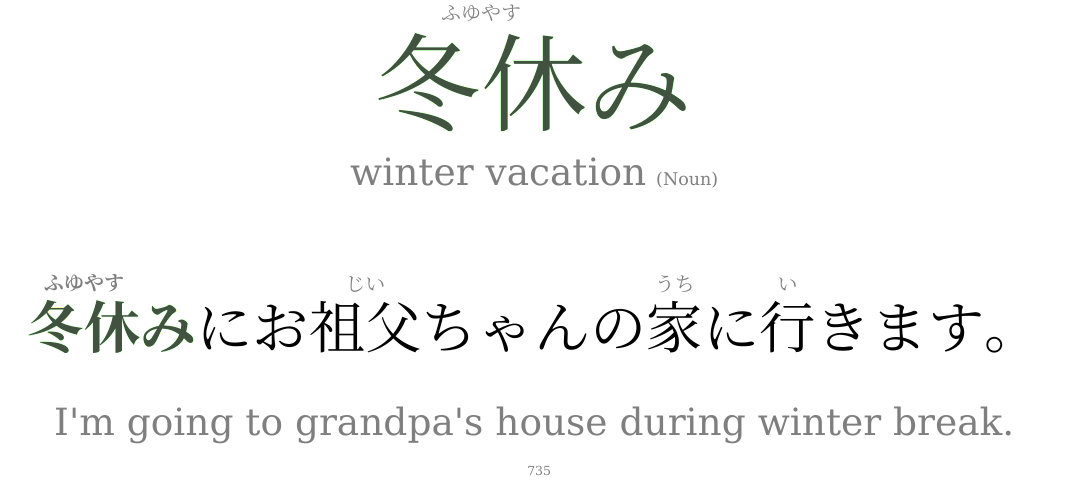 ふゆやす
冬休み
winter vacation (Noun)
ふゆやす じい うち い
冬休みにお祖父ちゃんの家に行きます。
I'm going to grandpa's house during winter break.
735